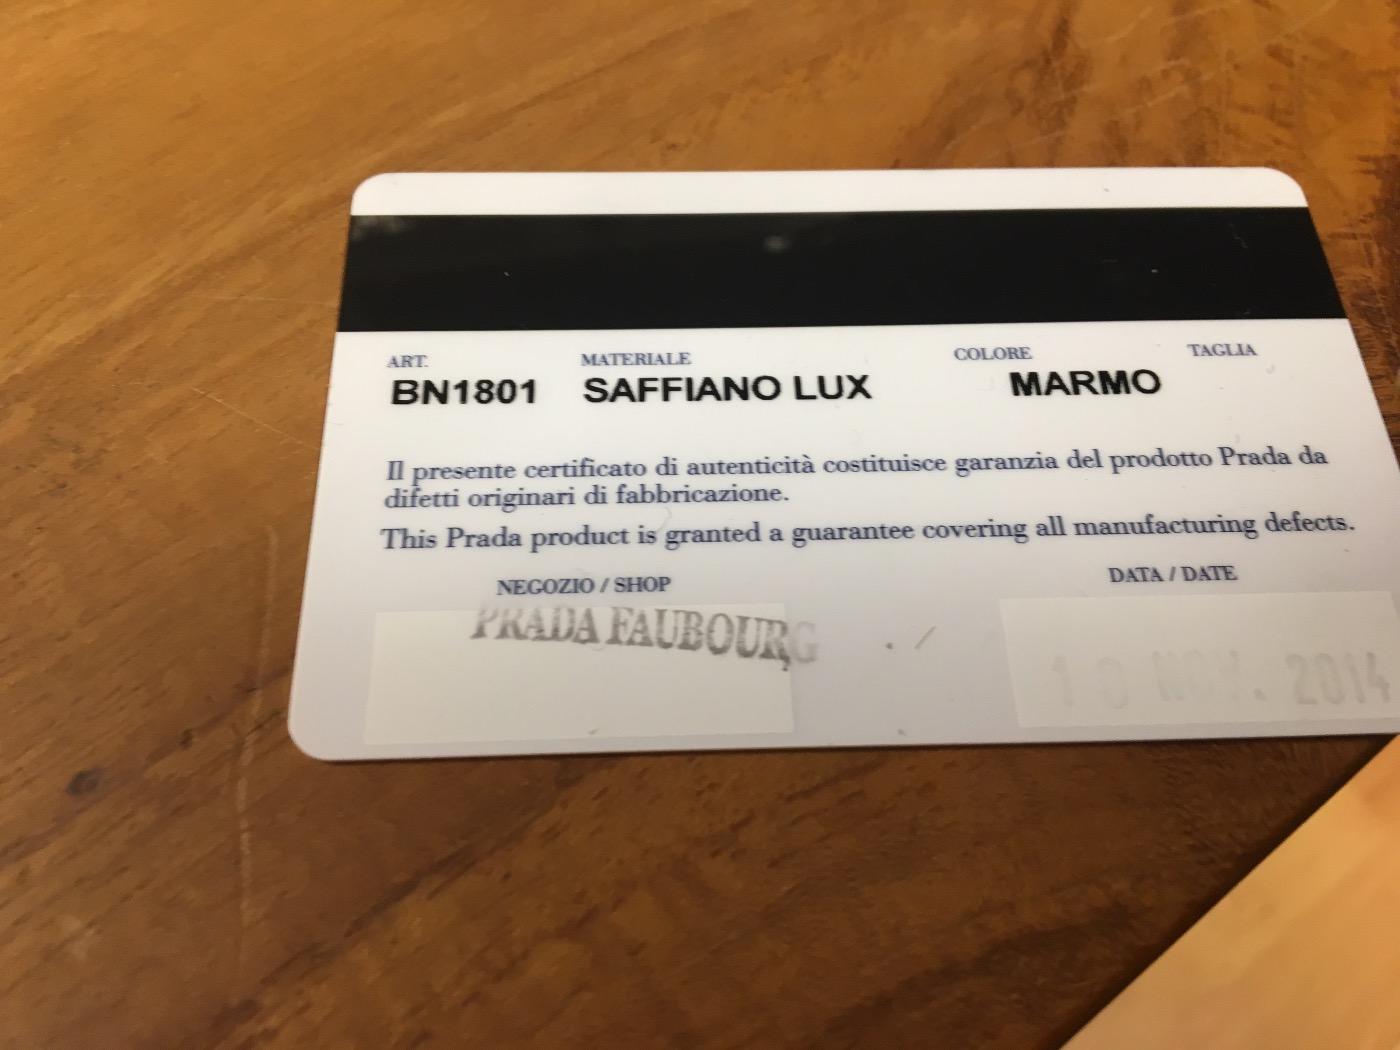 ART. MATERIALE COLORE TAGLIA
BN1801 SAFFIANO LUX MARMO
Il presente certificato di autenticità costituisce garanzia del prodotto Prada da
difetti originari di fabbricazione.
This Prada product is granted a guarantee covering all manufacturing defects.
NEGOZIO / SHOP DATA / DATE
PRADA FAUBOURG
10 NOV. 2014